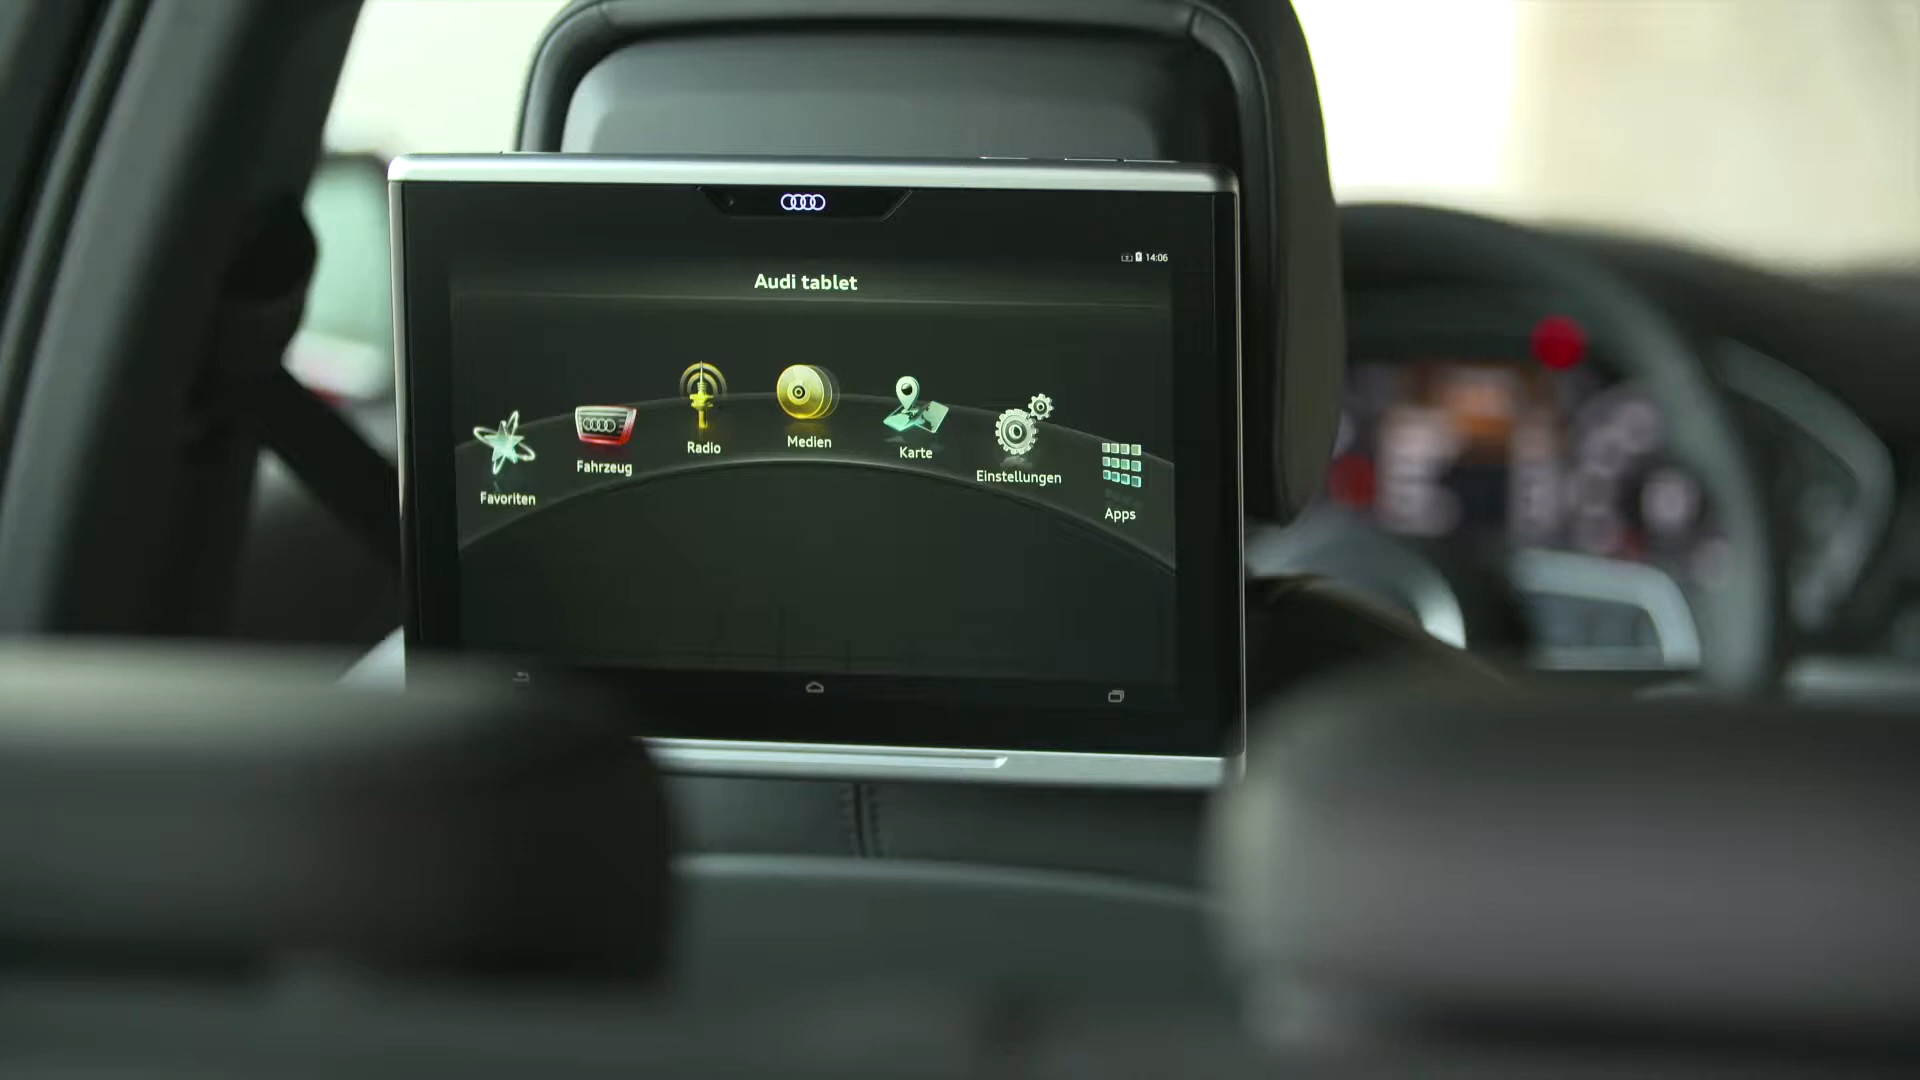 14:06
Audi tablet
Favoriten
Fahrzeug
Radio
Medien
Karte
Einstellungen
Apps